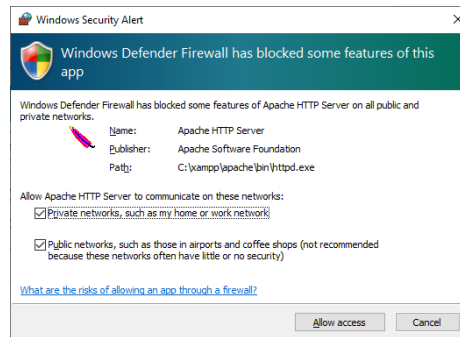 Windows Security Alert
Windows Defender Firewall has blocked some features of this
app
Windows Defender Firewall has blocked some features of Apache HTTP Server on all public and
private networks.
Name: Apache HTTP Server
Publisher: Apache Software Foundation
Path: C:\xampp\apache\bin\httpd.exe
Allow Apache HTTP Server to communicate on these networks:
Private networks, such as my home or work network
Public networks, such as those in airports and coffee shops (not recommended
because these networks often have little or no security)
What are the risks of allowing an app through a firewall?
Allow access Cancel